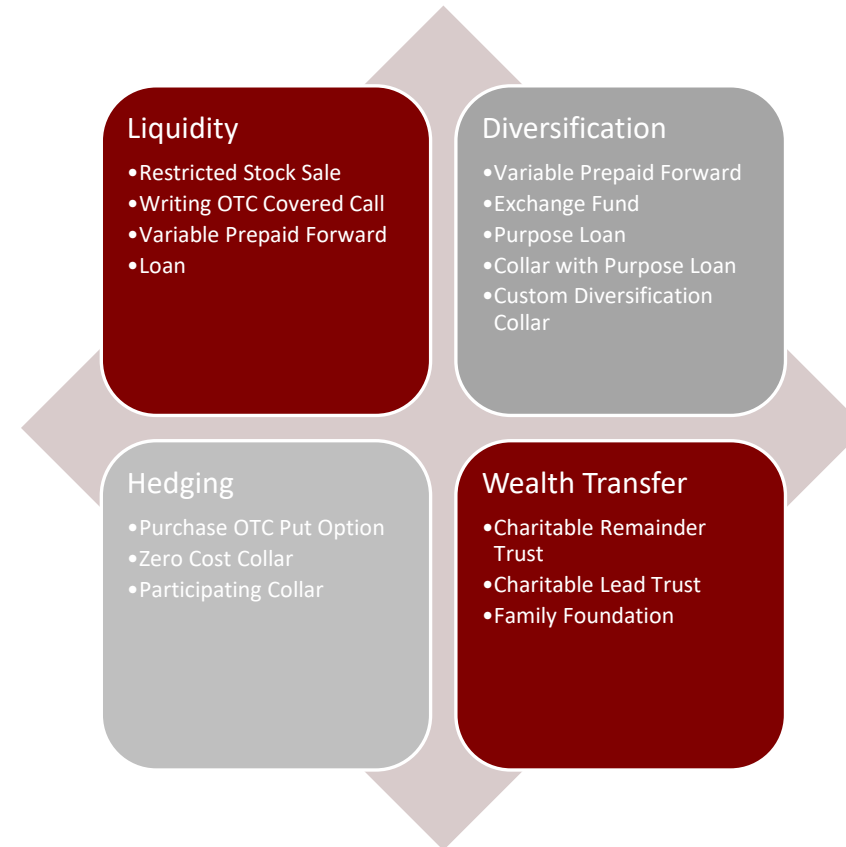 Liquidity
•Restricted Stock Sale
•Writing OTC Covered Call
•Variable Prepaid Forward
•Loan
Diversification
•Variable Prepaid Forward
•Exchange Fund
•Purpose Loan
•Collar with Purpose Loan
•Custom Diversification
Collar
Hedging
•Purchase OTC Put Option
•Zero Cost Collar
•Participating Collar
Wealth Transfer
•Charitable Remainder
Trust
•Charitable Lead Trust
•Family Foundation